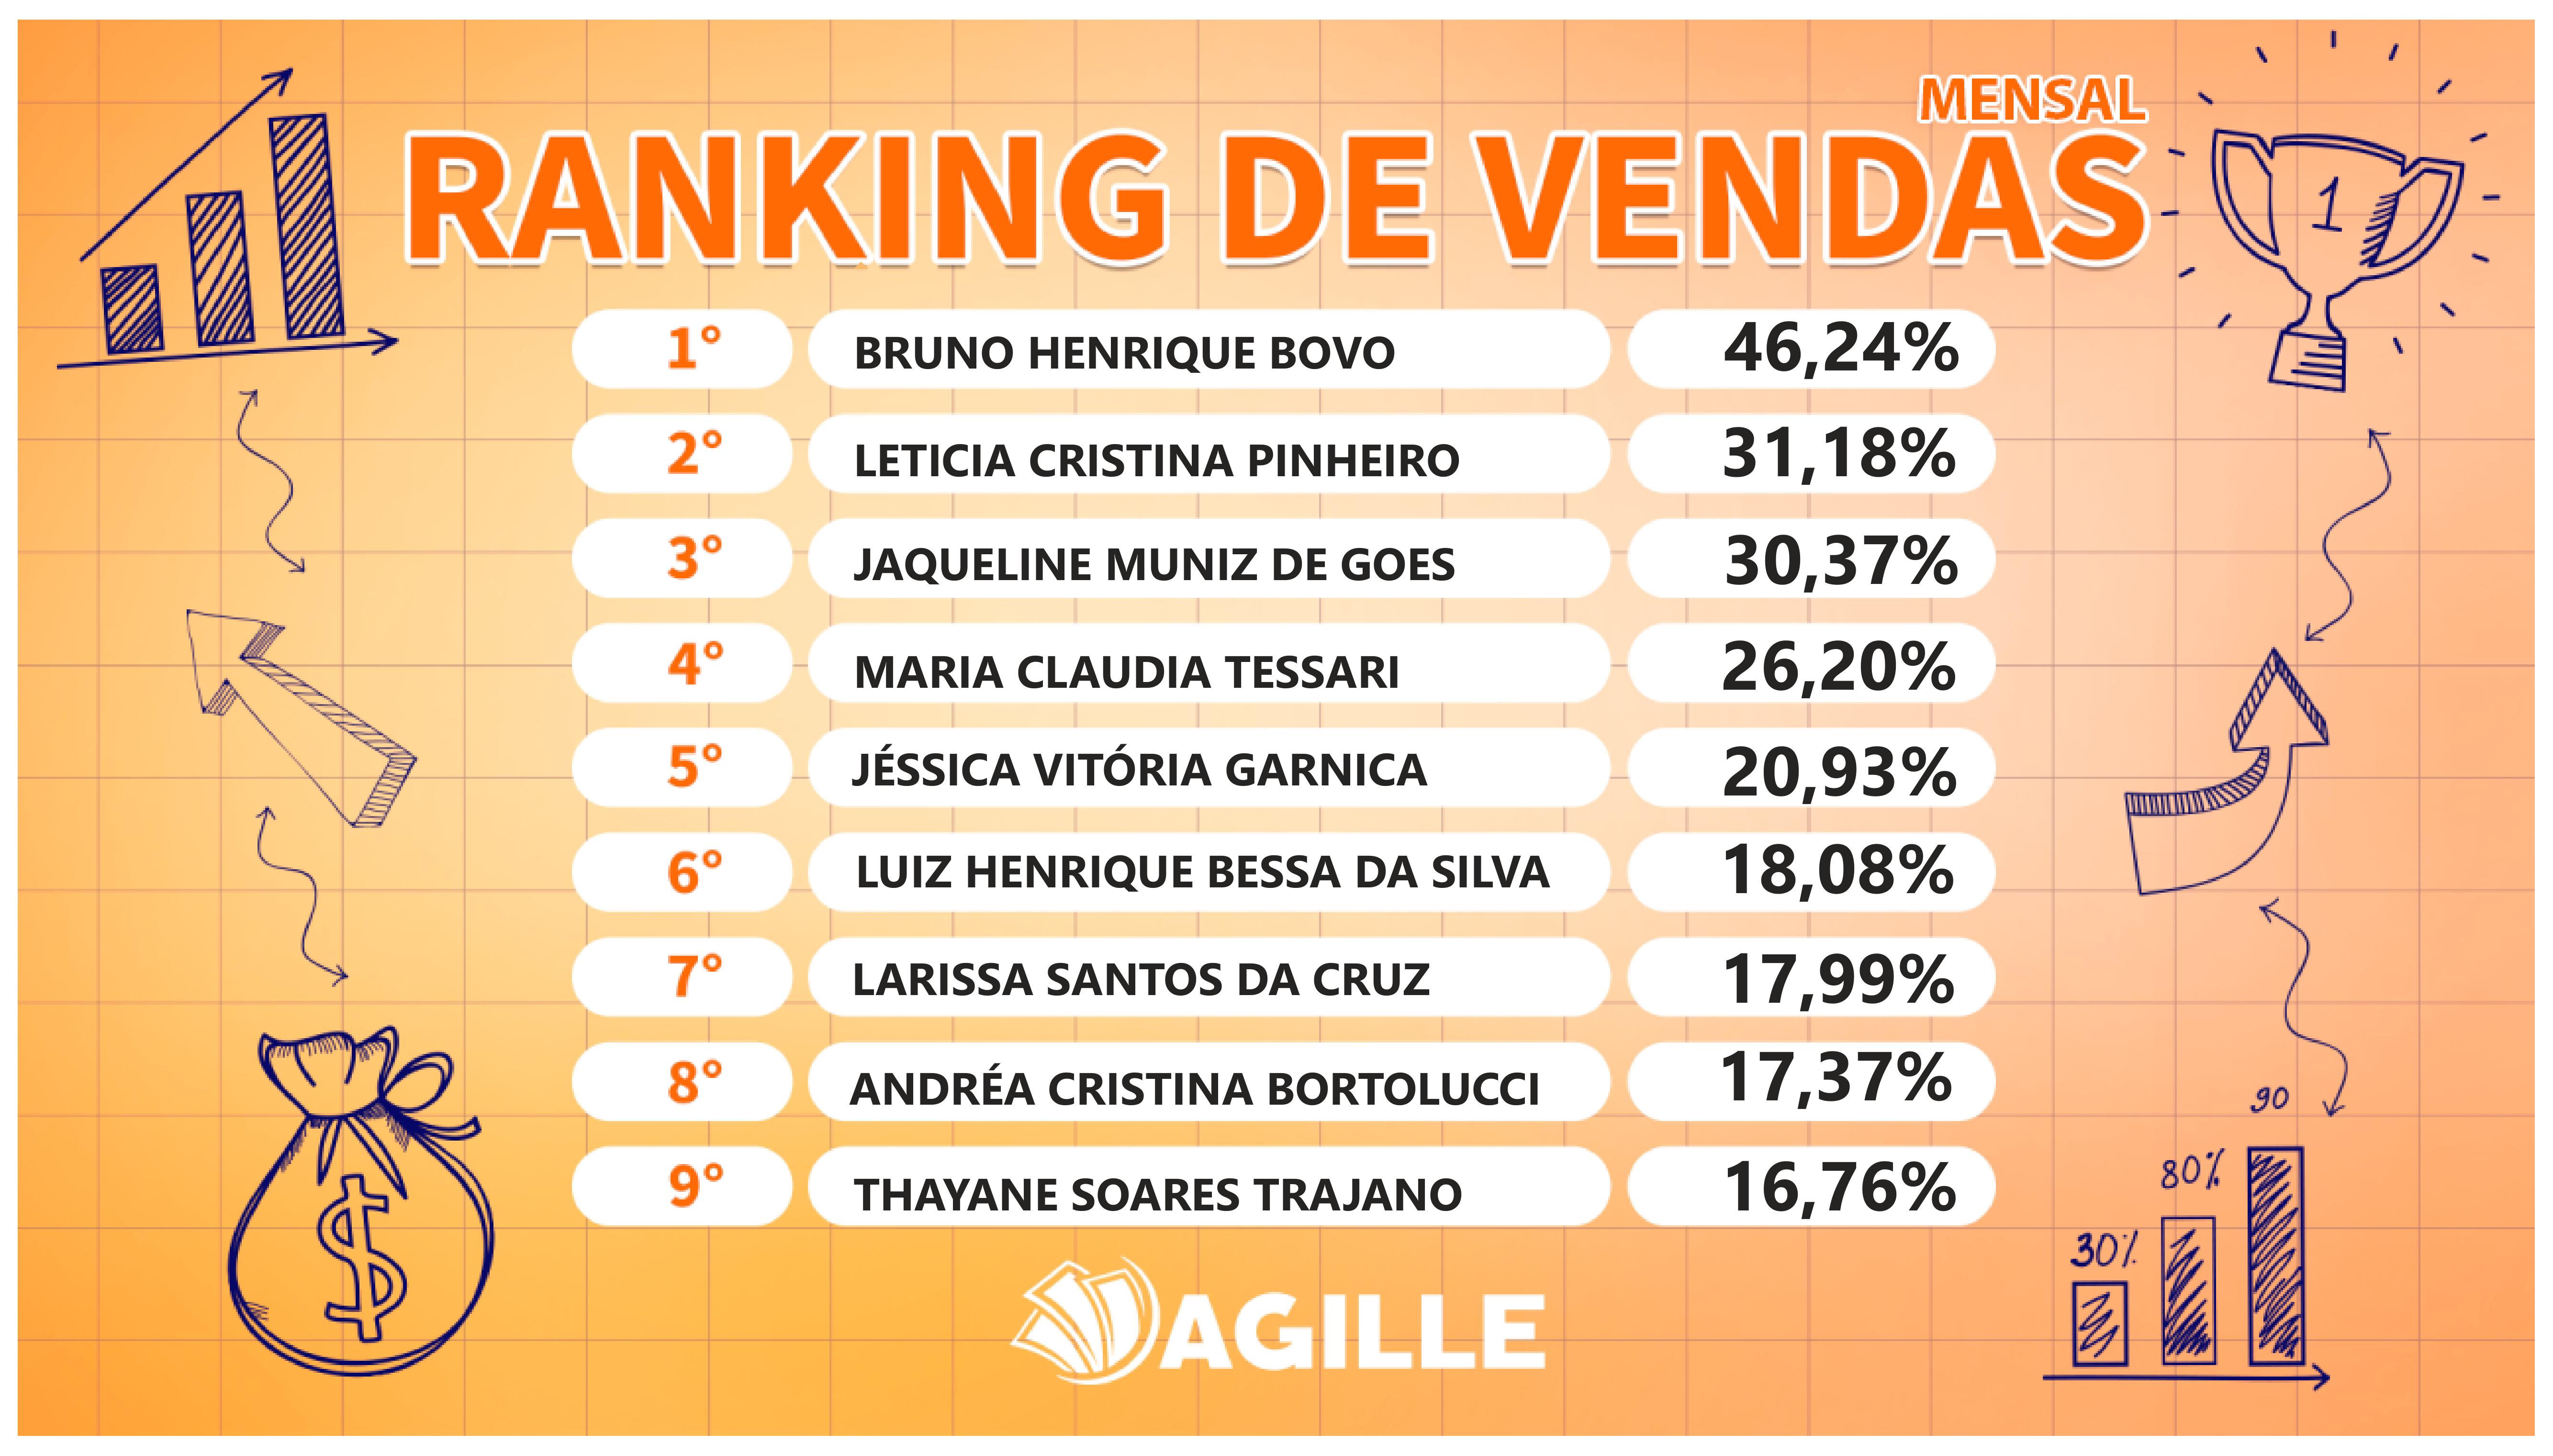 MENSAL
RANKING DE VENDAS
1
1° BRUNO HENRIQUE BOVO 46,24%
2° LETICIA CRISTINA PINHEIRO 31,18%
3° JAQUELINE MUNIZ DE GOES 30,37%
4° MARIA CLAUDIA TESSARI 26,20%
5° JÉSSICA VITÓRIA GARNICA 20,93%
6° LUIZ HENRIQUE BESSA DA SILVA 18,08%
7° LARISSA SANTOS DA CRUZ 17,99%
8° ANDRÉA CRISTINA BORTOLUCCI 17,37%
9° THAYANE SOARES TRAJANO 16,76%
$
90
80%
30%
AGILLE